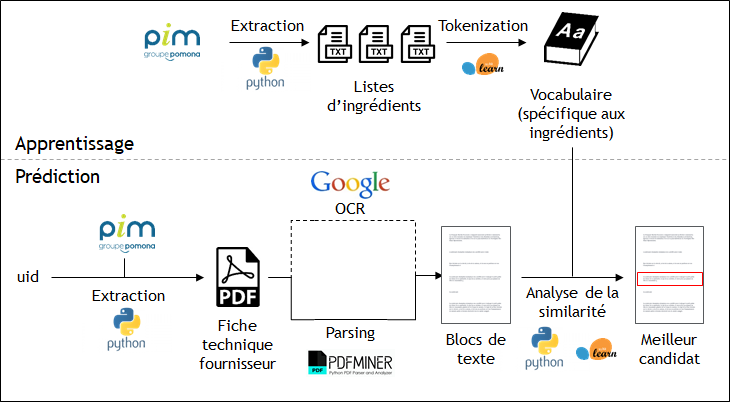 pim
groupe pomona
Extraction
python
TXT TXT TXT
Listes
d'ingrédients
Tokenization
learn
Aa
Vocabulaire
(spécifique aux
ingrédients)
Apprentissage
Prédiction
uid
pim
groupe pomona
Extraction
python
PDF
Fiche
technique
fournisseur
Google
OCR
Parsing
PDF
PDFMINER
Python PDF Parser and Analyzer
Blocs de
texte
Analyse de la
similarité
python
learn
Meilleur
candidat